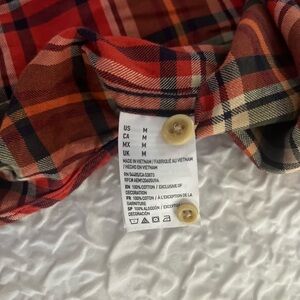 US M
CA M
MX M
UK M
MADE IN VIETNAM / FABRIQUÉ AU VIETNAM
/ HECHO EN VIETNAM
EN 100% COTTON / EXCLUSIVE OF
DECORATION
FR 100% COTON / À L'EXCEPTION DE LA
GARNITURE
SP 100% ALGODÓN / EXCEPTO
DECORACIÓN